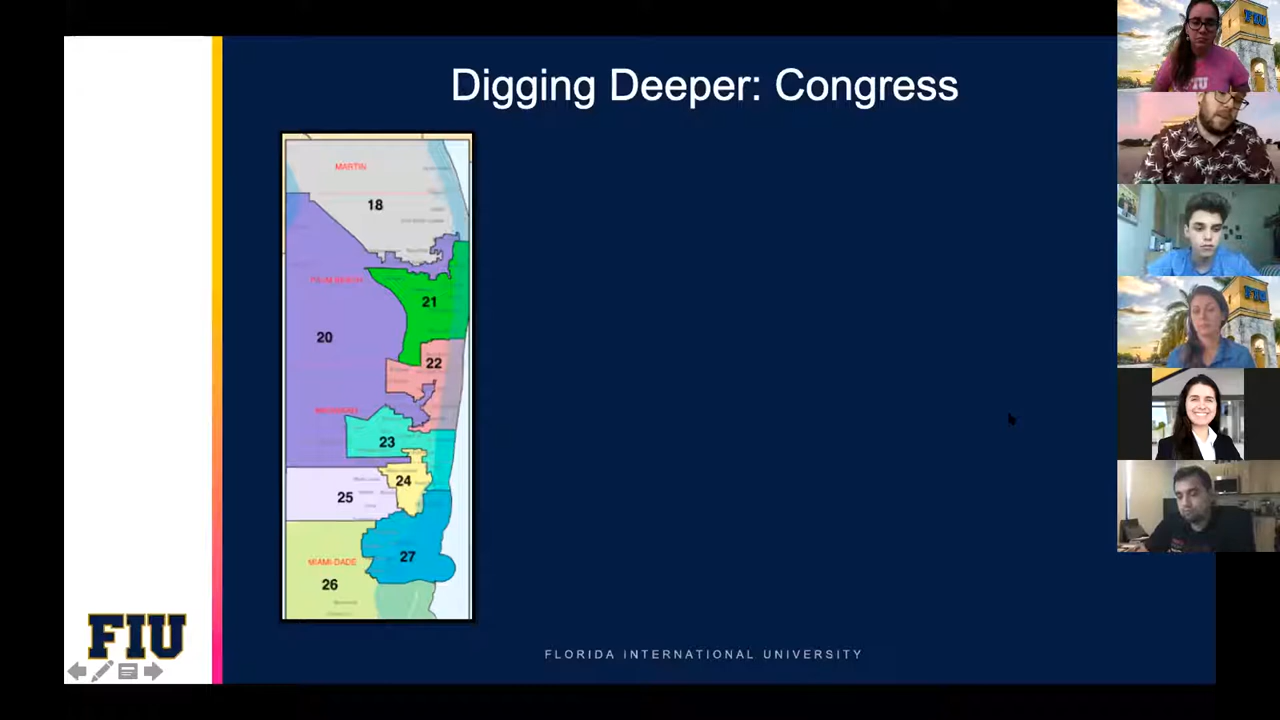 Digging Deeper: Congress
MARTIN
18
PALM BEACH
21
20
22
BROWARD
23
24
25
27
MIAMI-DADE
26
FIU
FLORIDA INTERNATIONAL UNIVERSITY
FIU
FIU
FIU